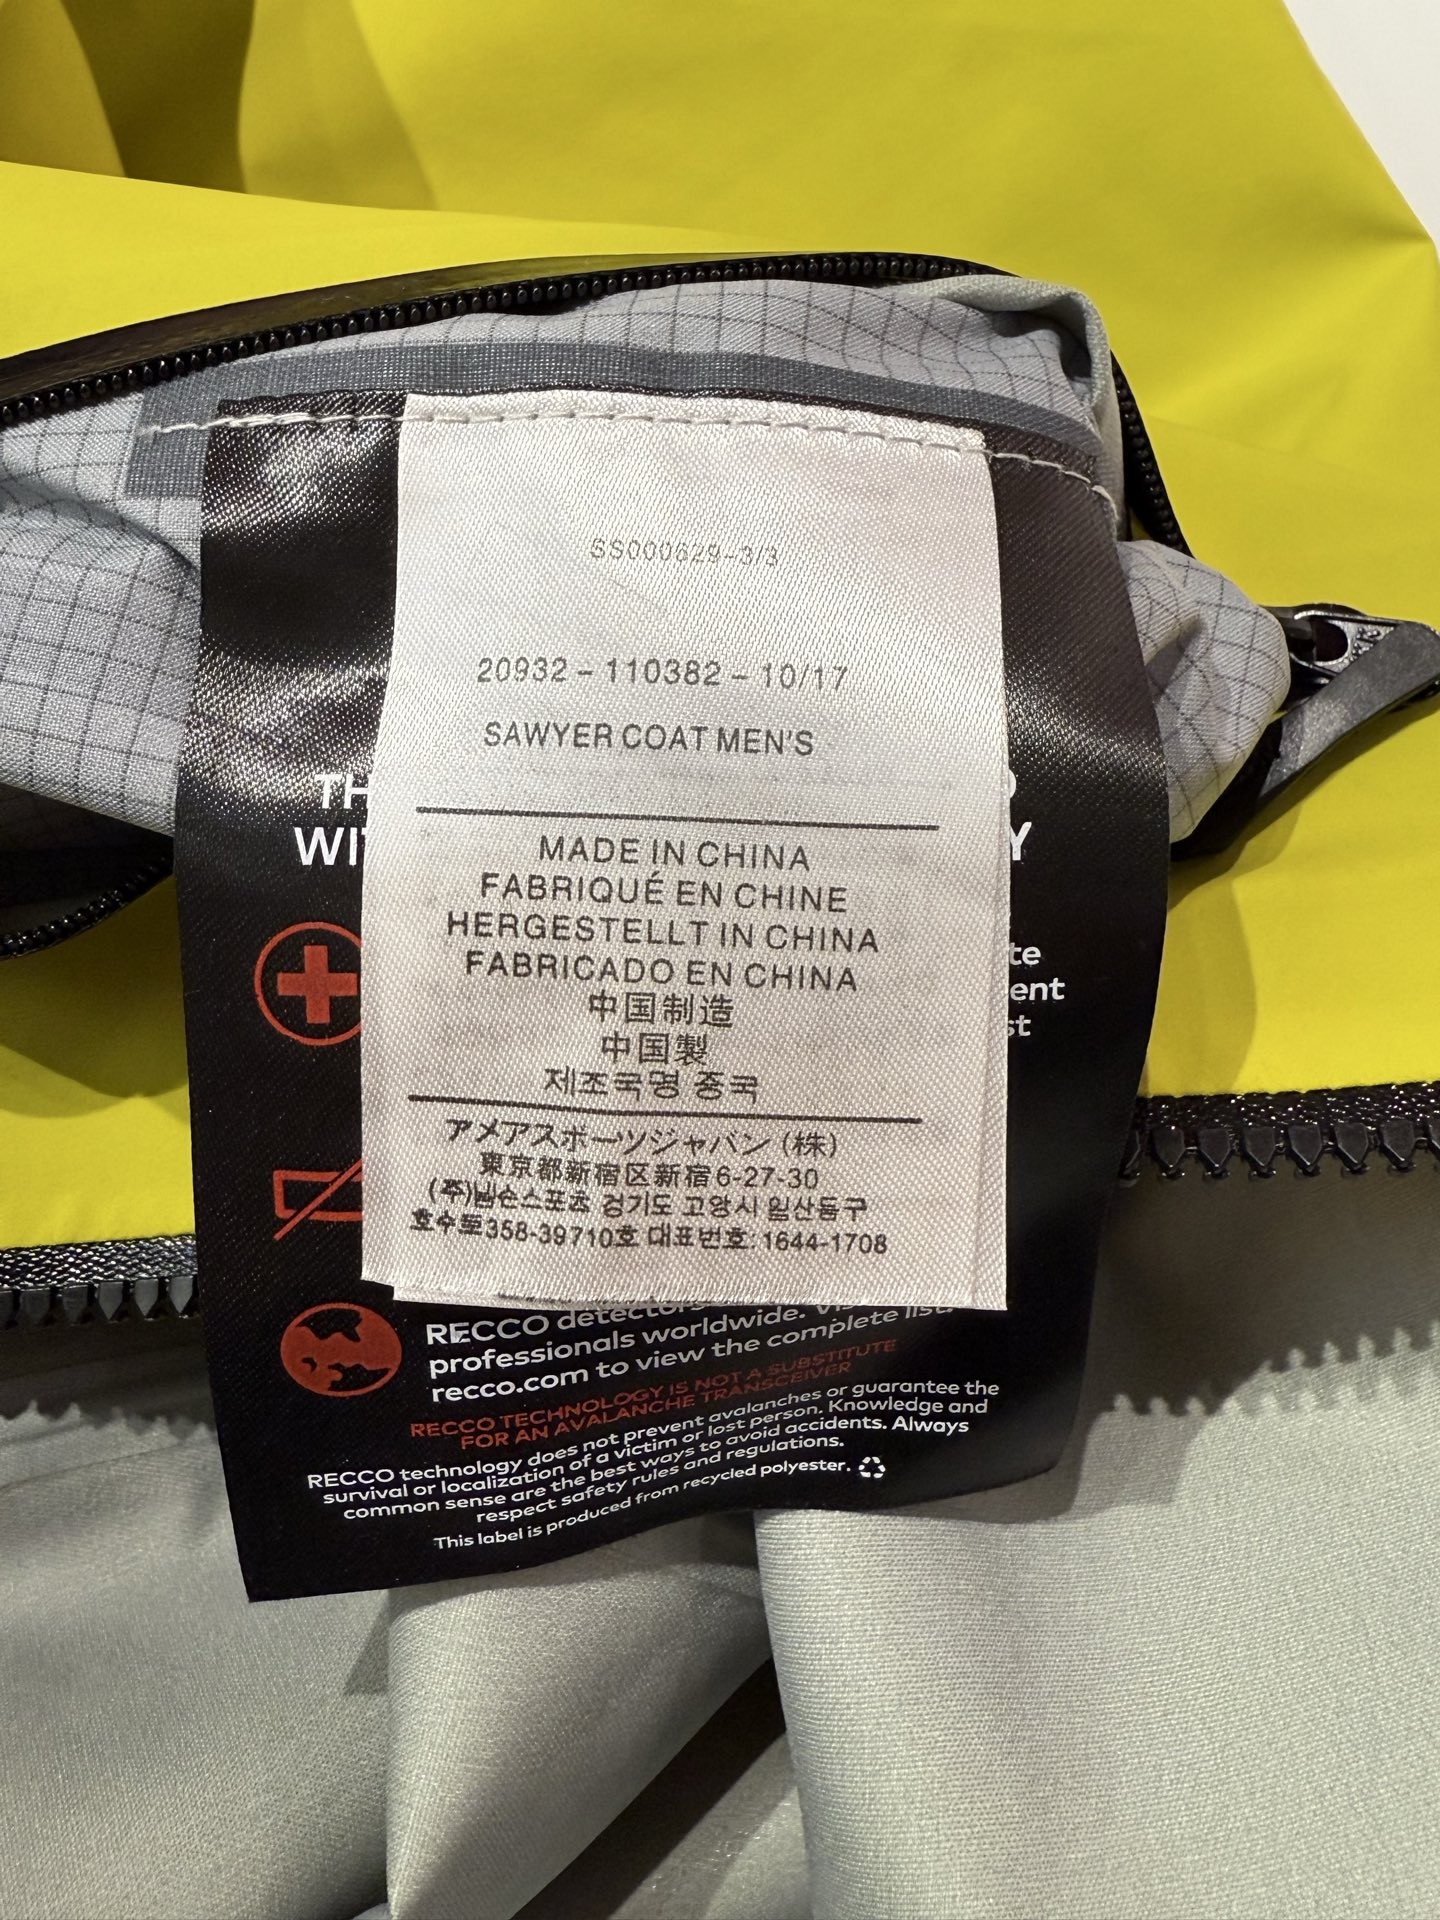 SS000629-3/3
20932 - 110382 - 10/17
SAWYER COAT MEN'S
MADE IN CHINA
FABRIQUÉ EN CHINE
HERGESTELLT IN CHINA
FABRICADO EN CHINA
中国制造
中国製
제조국명 중국
アメアスポーツジャパン (株)
東京都新宿区新宿6-27-30
(주)넬슨스포츠 경기도 고양시 일산동구
호수로358-39710호 대표번호: 1644-1708
TH
WIT
Y
te
ent
st
RECCO detectors
professionals worldwide.
recco.com to view the complete list.
RECCO TECHNOLOGY IS NOT A SUBSTITUTE
FOR AN AVALANCHE TRANSCEIVER
RECCO technology does not prevent avalanches or guarantee the
survival or localization of a victim or lost person. Knowledge and
common sense are the best ways to avoid accidents. Always
respect safety rules and regulations.
This label is produced from recycled polyester.